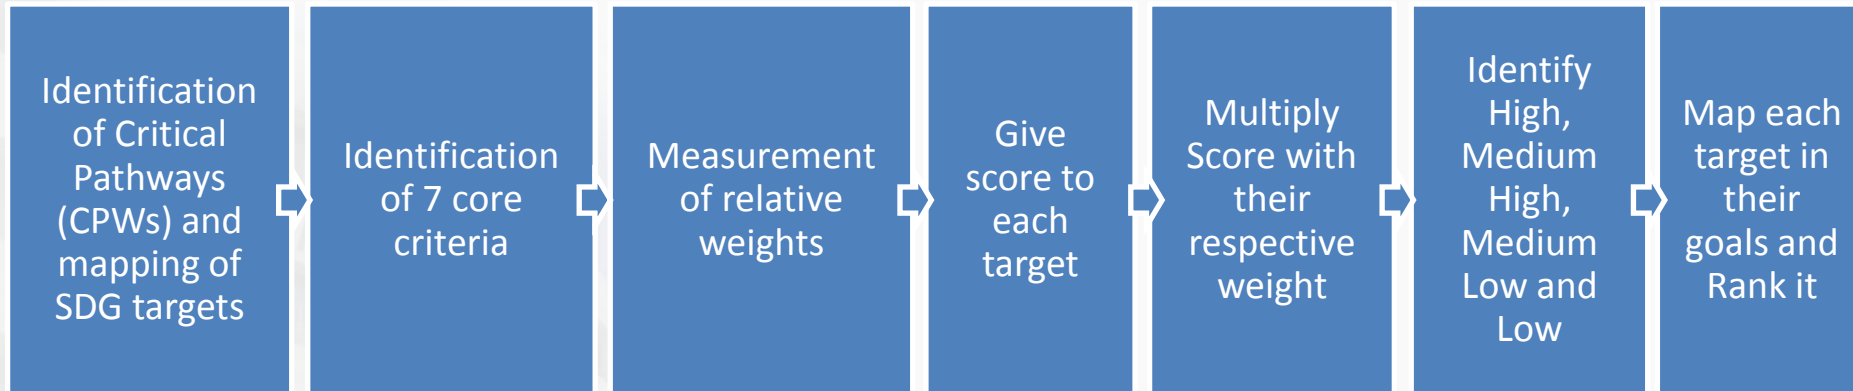 Identification
of Critical
Pathways
(CPWs) and
mapping of
SDG targets
Identification
of 7 core
criteria
Measurement
of relative
weights
Give
score to
each
target
Multiply
Score with
their
respective
weight
Identify
High,
Medium
High,
Medium
Low and
Low
Map each
target in
their
goals and
Rank it